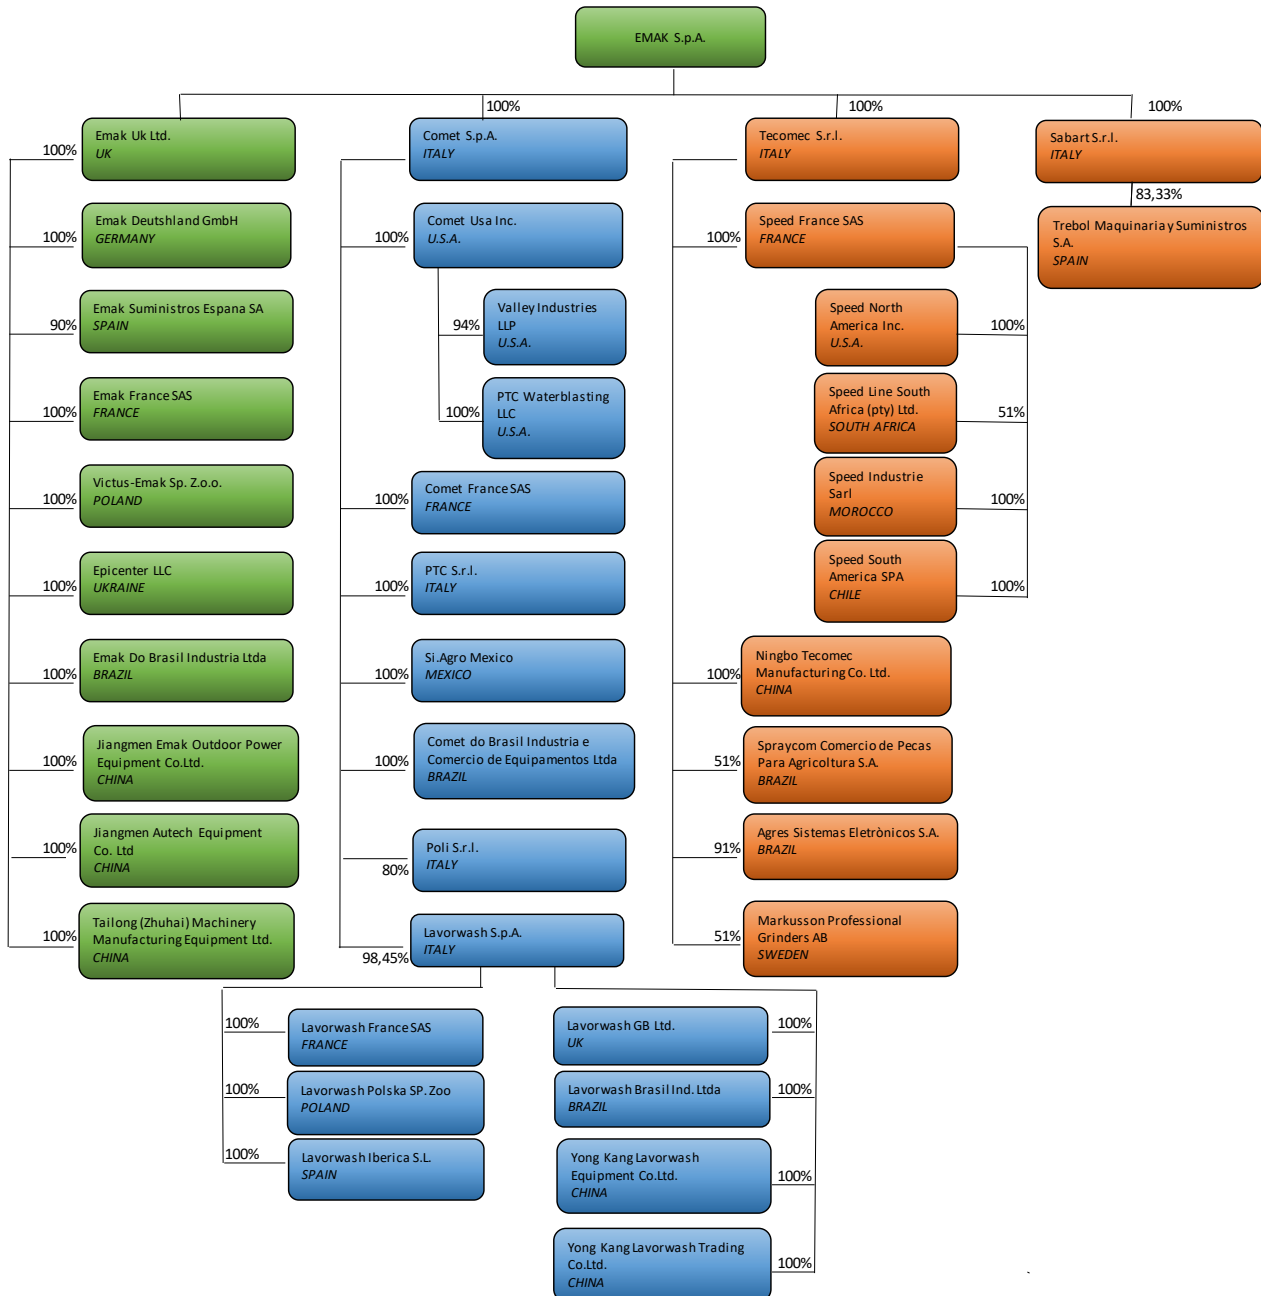 EMAK S.p.A.
100%
100%
100%
Emak Uk Ltd.
UK
100%
Emak Deutshland GmbH
GERMANY
100%
Emak Suministros Espana SA
SPAIN
90%
Emak France SAS
FRANCE
100%
Victus-Emak Sp. Z.o.o.
POLAND
100%
Epicenter LLC
UKRAINE
100%
Emak Do Brasil Industria Ltda
BRAZIL
100%
Jiangmen Emak Outdoor Power
Equipment Co.Ltd.
CHINA
100%
Jiangmen Autech Equipment
Co. Ltd
CHINA
100%
Tailong (Zhuhai) Machinery
Manufacturing Equipment Ltd.
CHINA
100%
Comet S.p.A.
ITALY
Comet Usa Inc.
U.S.A.
100%
Valley Industries
LLP
U.S.A.
94%
PTC Waterblasting
LLC
U.S.A.
100%
Comet France SAS
FRANCE
100%
PTC S.r.l.
ITALY
100%
Si.Agro Mexico
MEXICO
100%
Comet do Brasil Industria e
Comercio de Equipamentos Ltda
BRAZIL
100%
Poli S.r.l.
ITALY
80%
Lavorwash S.p.A.
ITALY
98,45%
100%
Lavorwash France SAS
FRANCE
100%
Lavorwash Polska SP. Zoo
POLAND
100%
Lavorwash Iberica S.L.
SPAIN
Lavorwash GB Ltd.
UK
100%
Lavorwash Brasil Ind. Ltda
BRAZIL
100%
Yong Kang Lavorwash
Equipment Co.Ltd.
CHINA
100%
Yong Kang Lavorwash Trading
Co.Ltd.
CHINA
100%
Tecomec S.r.l.
ITALY
Speed France SAS
FRANCE
100%
Speed North
America Inc.
U.S.A.
100%
Speed Line South
Africa (pty) Ltd.
SOUTH AFRICA
51%
Speed Industrie
Sarl
MOROCCO
100%
Speed South
America SPA
CHILE
100%
Ningbo Tecomec
Manufacturing Co. Ltd.
CHINA
100%
Spraycom Comercio de Pecas
Para Agricoltura S.A.
BRAZIL
51%
Agres Sistemas Eletrònicos S.A.
BRAZIL
91%
Markusson Professional
Grinders AB
SWEDEN
51%
Sabart S.r.l.
ITALY
83,33%
Trebol Maquinaria y Suministros
S.A.
SPAIN